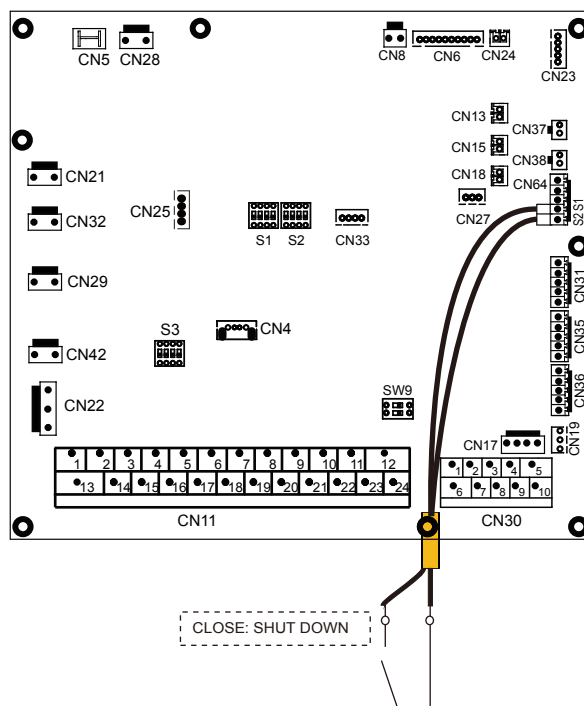 CN5
CN28
CN8
CN6
CN24
CN23
CN13
CN37
CN15
CN38
CN18
CN64
CN21
CN25
CN32
CN27
S2 S1
S1
S2
CN33
CN29
CN31
S3
CN4
CN35
CN42
CN36
CN22
SW9
CN17
CN19
1 2 3 4 5 6 7 8 9 10 11 12
13 14 15 16 17 18 19 20 21 22 23 24
1 2 3 4 5
6 7 8 9 10
CN11
CN30
CLOSE: SHUT DOWN